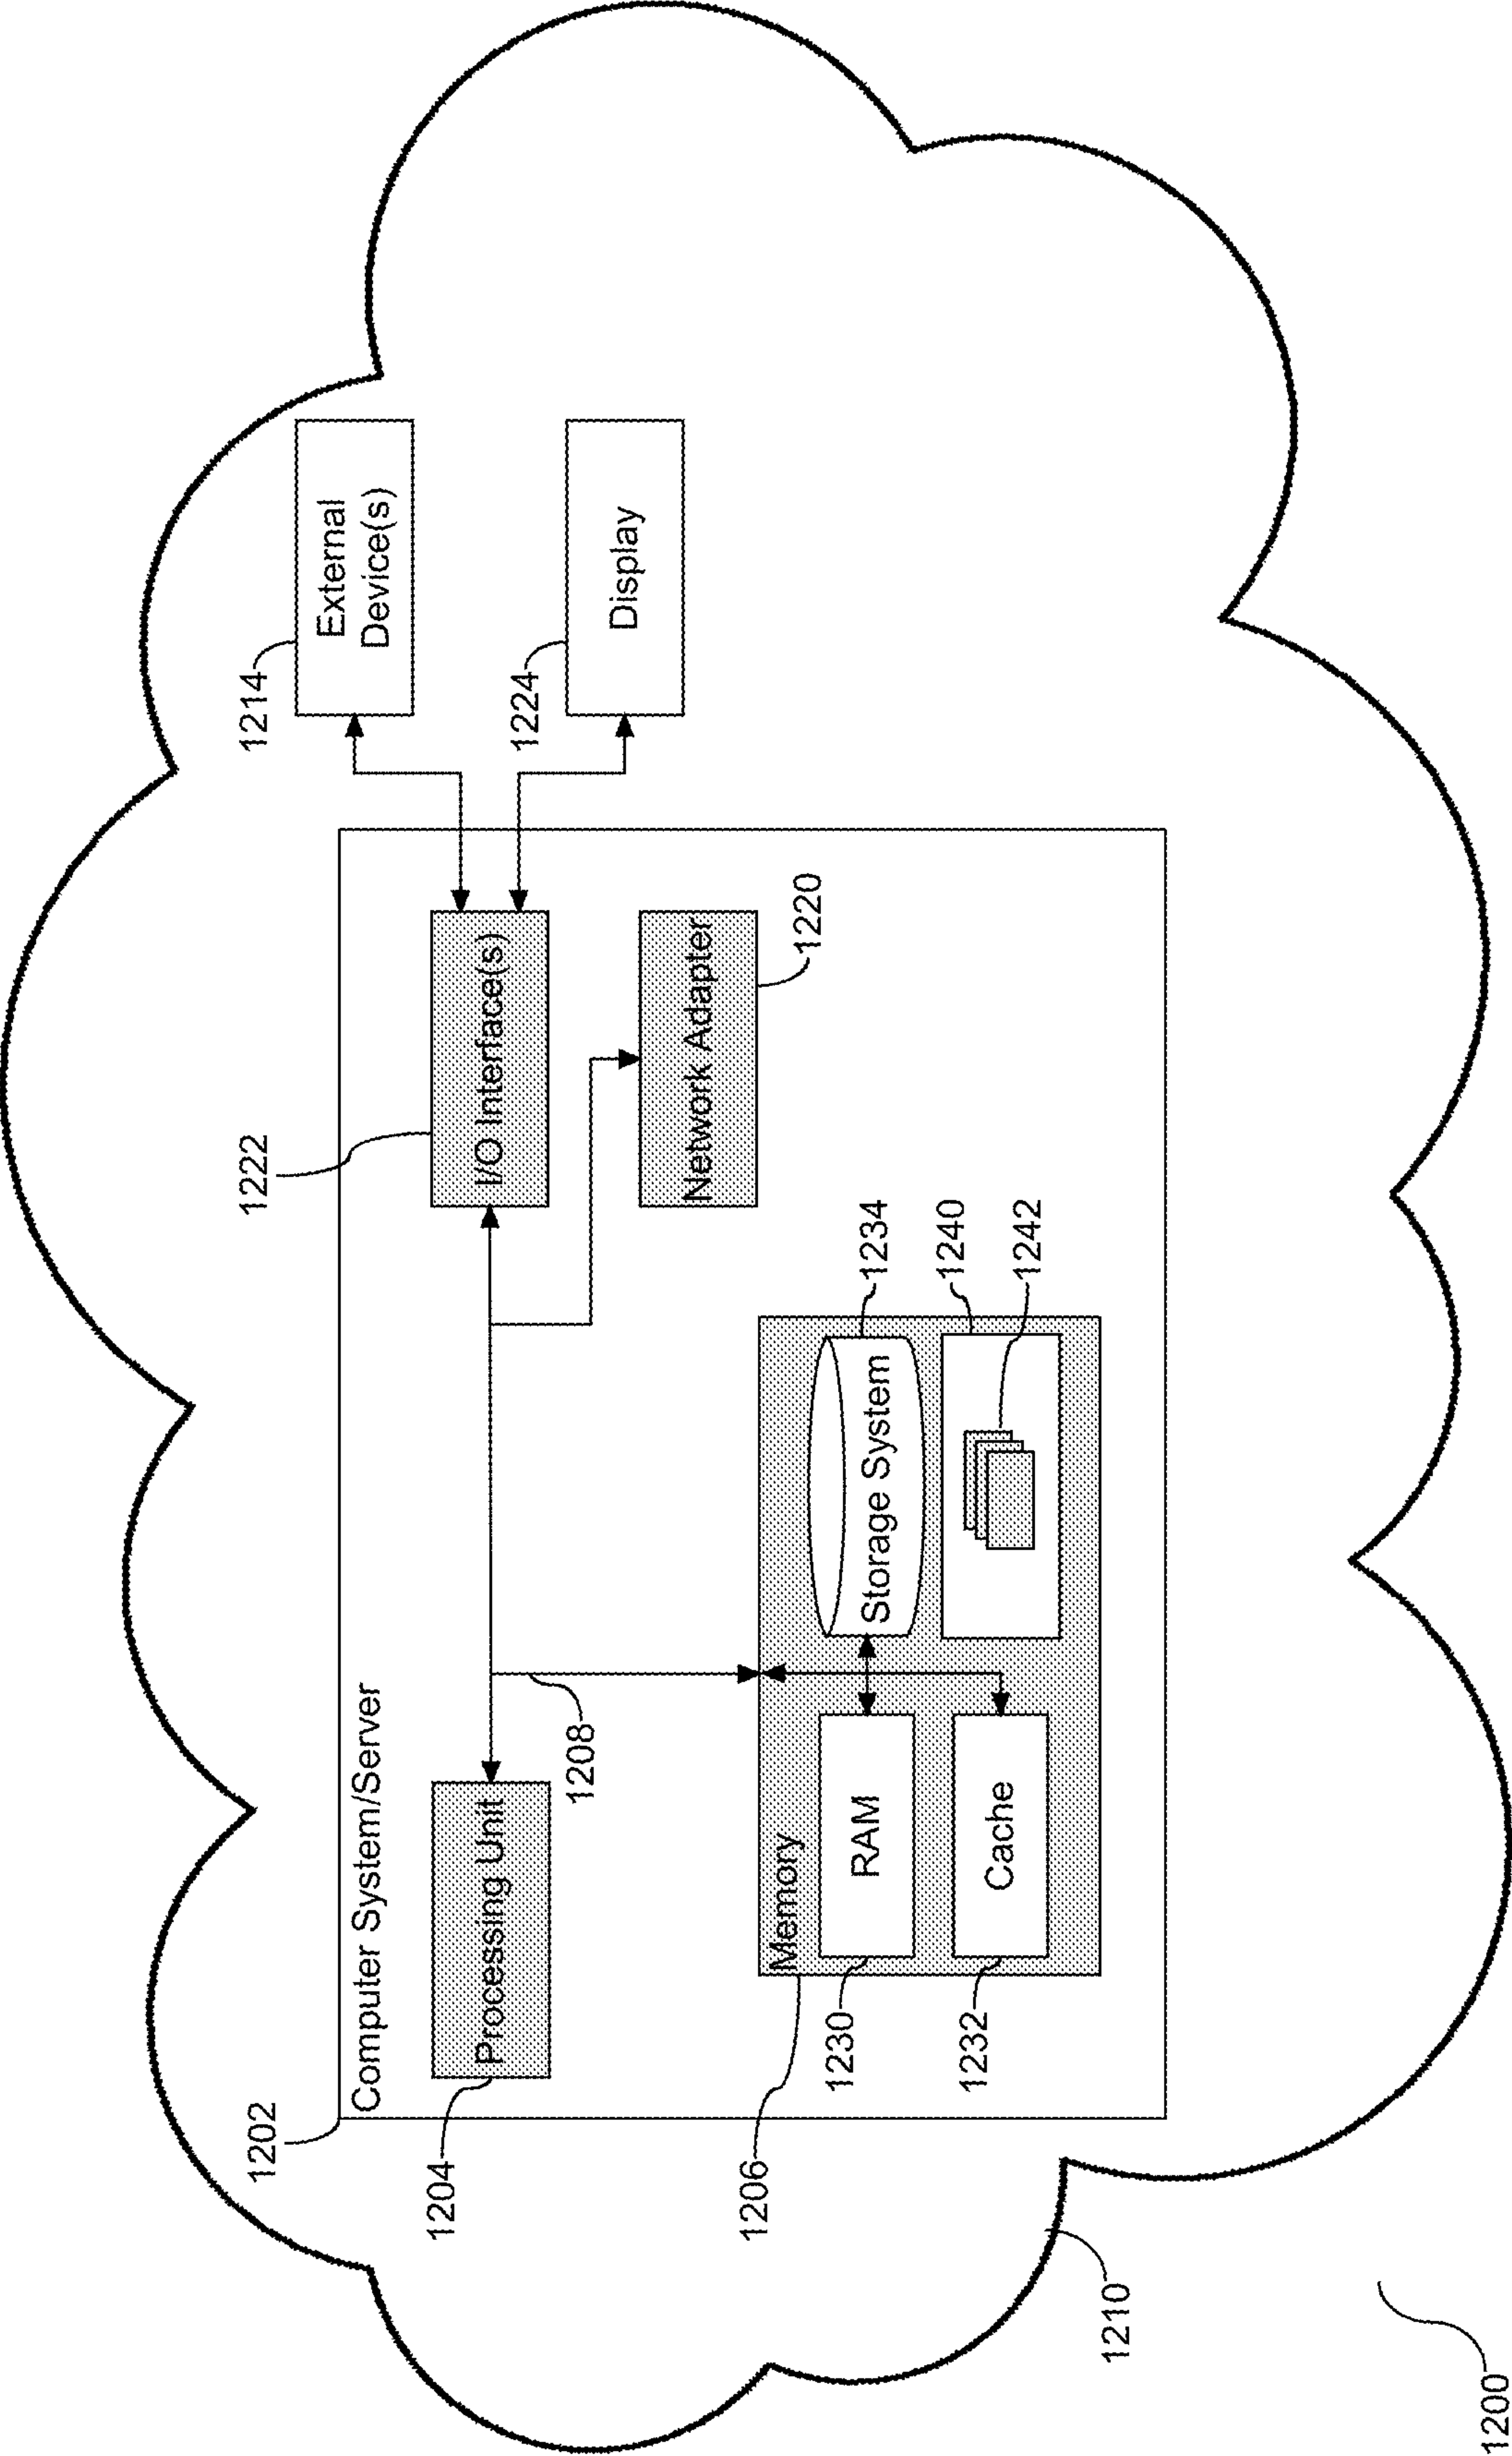 1202
Computer System/Server
1204
Processing Unit
1208
1222
I/O Interface(s)
1214
External
Device(s)
1224
Display
Network Adapter
1220
1206
Memory
1230
RAM
1232
Cache
Storage System
1234
1240
1242
1210
1200